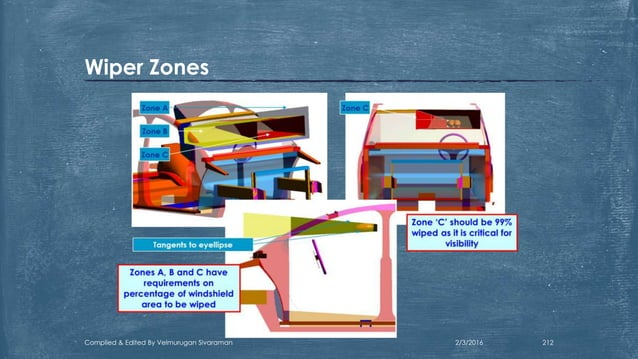 Wiper Zones
Zone A
Zone B
Zone C
Zone C
Tangents to eyellipse
Zone ‘C’ should be 99%
wiped as it is critical for
visibility
Zones A, B and C have
requirements on
percentage of windshield
area to be wiped
Complied & Edited By Velmurugan Sivaraman
2/3/2016
212